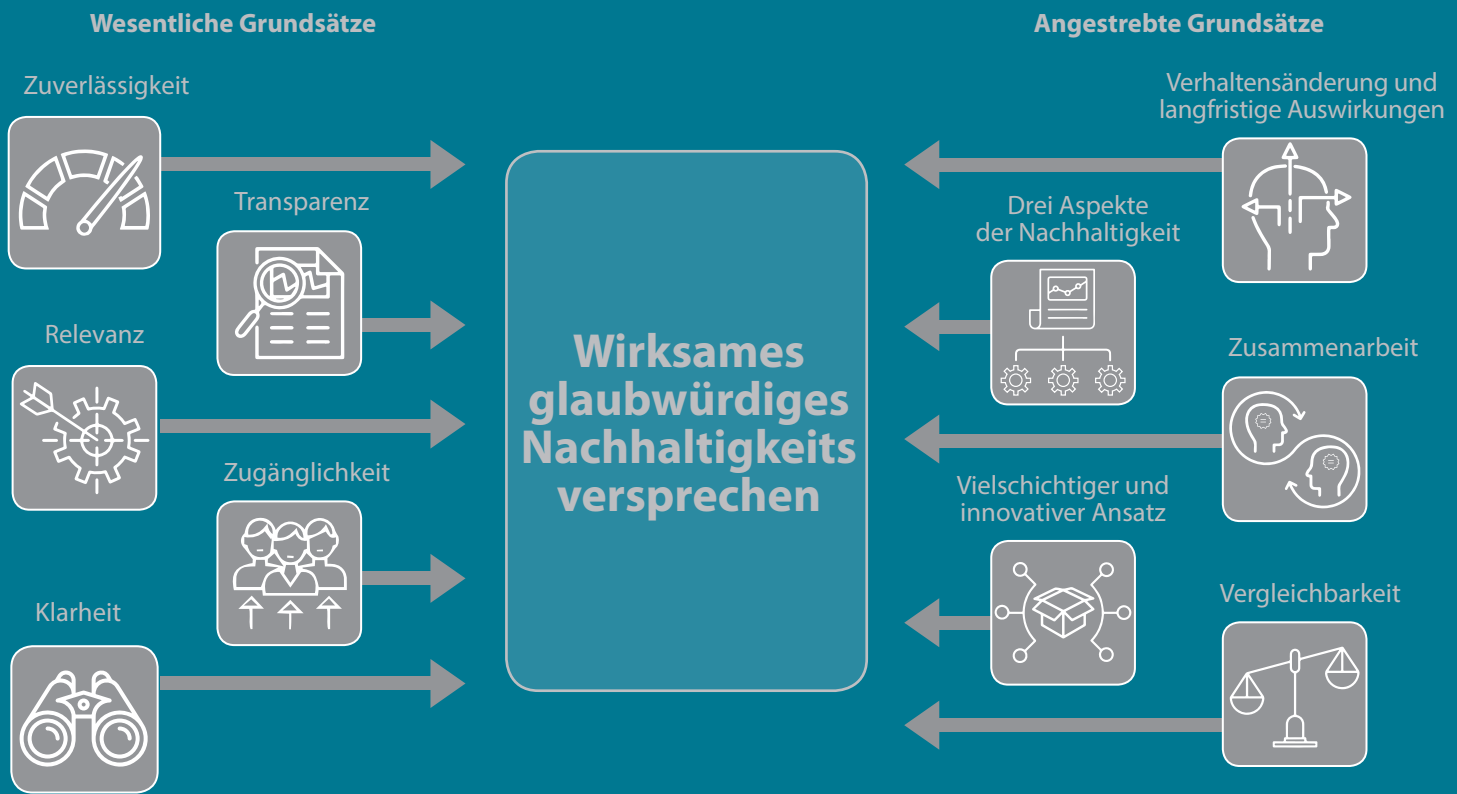 Wesentliche Grundsätze
Zuverlässigkeit
Transparenz
Relevanz
Zugänglichkeit
Klarheit
Wirksames
glaubwürdiges
Nachhaltigkeits
versprechen
Angestrebte Grundsätze
Verhaltensänderung und
langfristige Auswirkungen
Drei Aspekte
der Nachhaltigkeit
Zusammenarbeit
Vielschichtiger und
innovativer Ansatz
Vergleichbarkeit